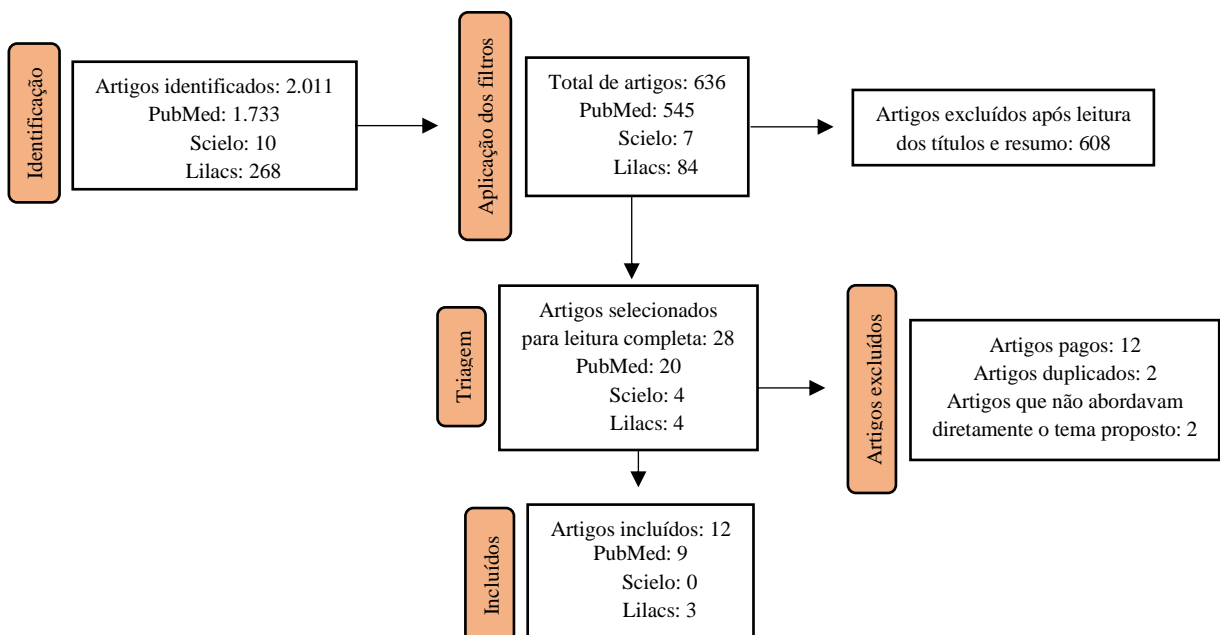 Identificação
Artigos identificados: 2.011
PubMed: 1.733
Scielo: 10
Lilacs: 268
Aplicação dos filtros
Total de artigos: 636
PubMed: 545
Scielo: 7
Lilacs: 84
Artigos excluídos após leitura
dos títulos e resumo: 608
Triagem
Artigos selecionados
para leitura completa: 28
PubMed: 20
Scielo: 4
Lilacs: 4
Artigos excluídos
Artigos pagos: 12
Artigos duplicados: 2
Artigos que não abordavam
diretamente o tema proposto: 2
Incluídos
Artigos incluídos: 12
PubMed: 9
Scielo: 0
Lilacs: 3